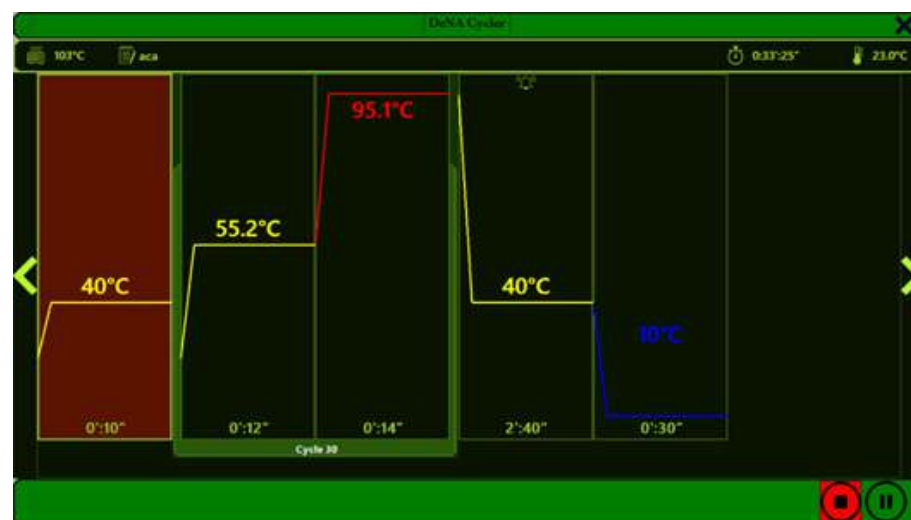 DeNA Cycler
103°C aca 0:33':25" 23.0°C
95.1°C
55.2°C
40°C 40°C
10°C
0':10" 0':12" 0':14" 2':40" 0':30"
Cycle 30